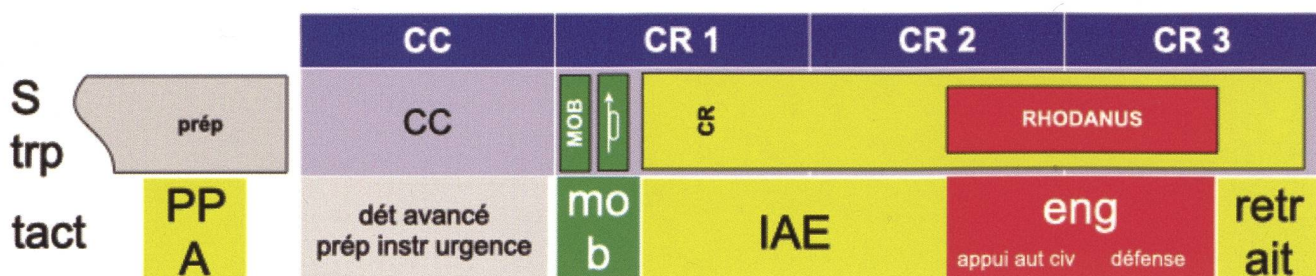 CC CR 1 CR 2 CR 3
S
trp
prép CC MOB CR RHODANUS
tact
PP
A
dét avancé
prép instr urgence
mo
b
IAE
eng
appui aut civ défense
retr
ait